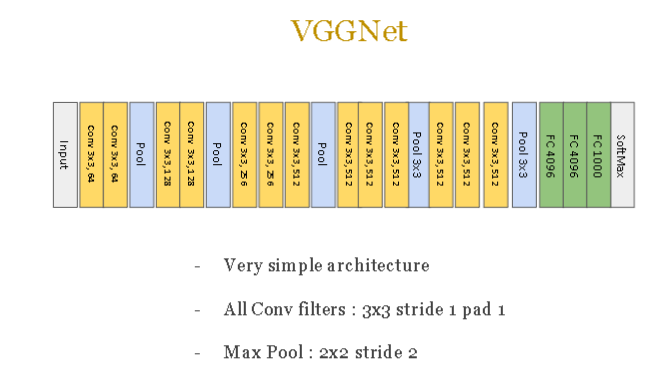 VGGNet
Input
Conv 3x3, 64
Conv 3x3, 64
Pool
Conv 3x3,128
Conv 3x3,128
Pool
Conv 3x3,256
Conv 3x3,256
Conv 3x3,512
Pool
Conv 3x3,512
Conv 3x3,512
Conv 3x3,512
Pool 3x3
Conv 3x3,512
Conv 3x3,512
Conv 3x3,512
Pool 3x3
FC 4096
FC 4096
FC 1000
SoftMax
- Very simple architecture
- All Conv filters : 3x3 stride 1 pad 1
- Max Pool : 2x2 stride 2